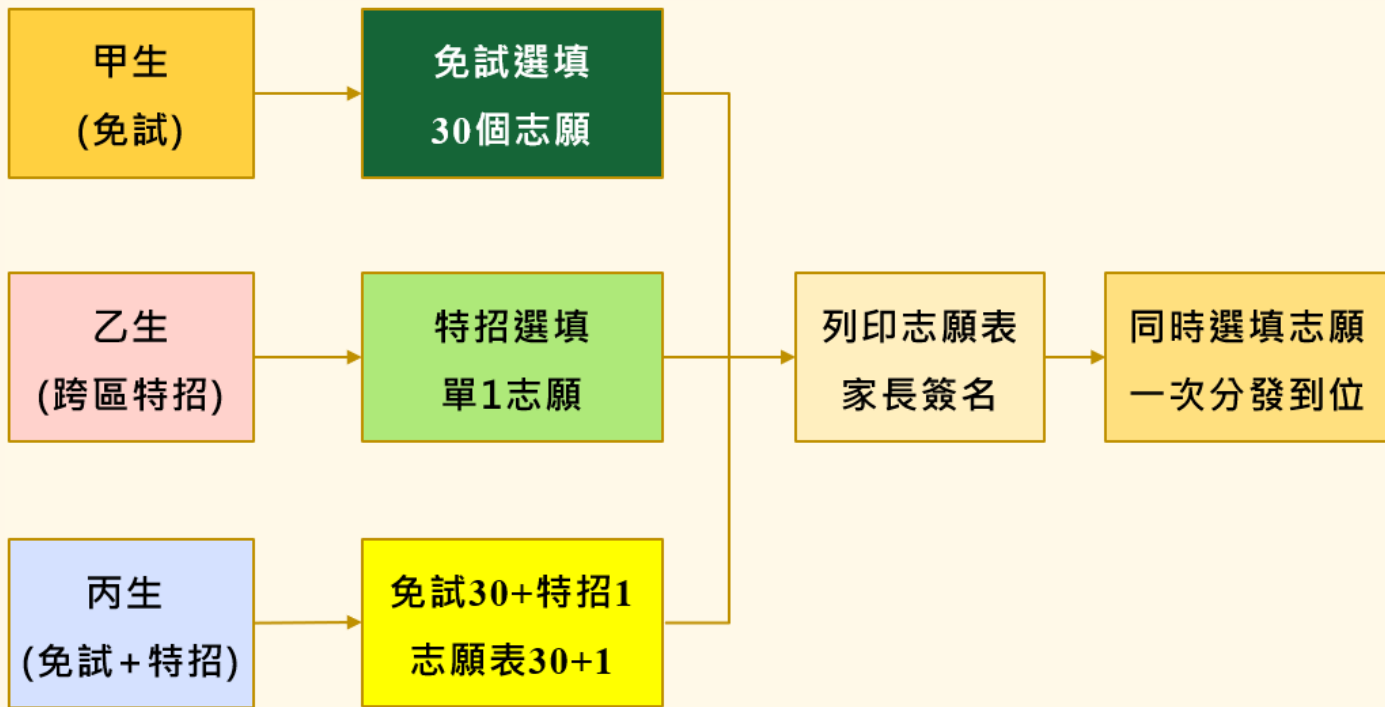 甲生
(免試)
免試選填
30個志願
乙生
(跨區特招)
特招選填
單1志願
列印志願表
家長簽名
同時選填志願
一次分發到位
丙生
(免試+特招)
免試30+特招1
志願表30+1